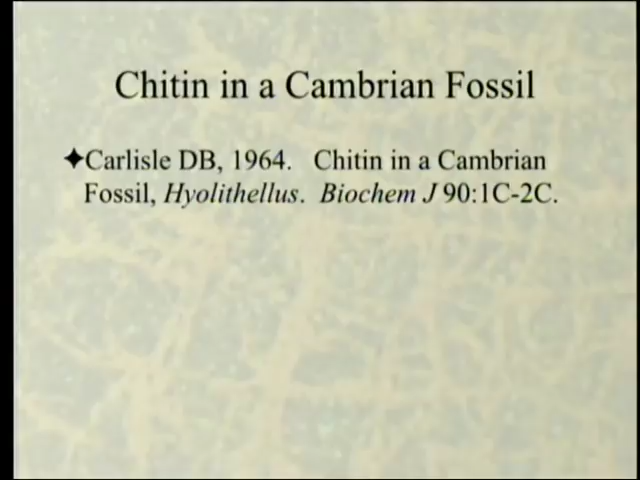 Chitin in a Cambrian Fossil
✦Carlisle DB, 1964. Chitin in a Cambrian
Fossil, Hyolithellus. Biochem J 90:1C-2C.